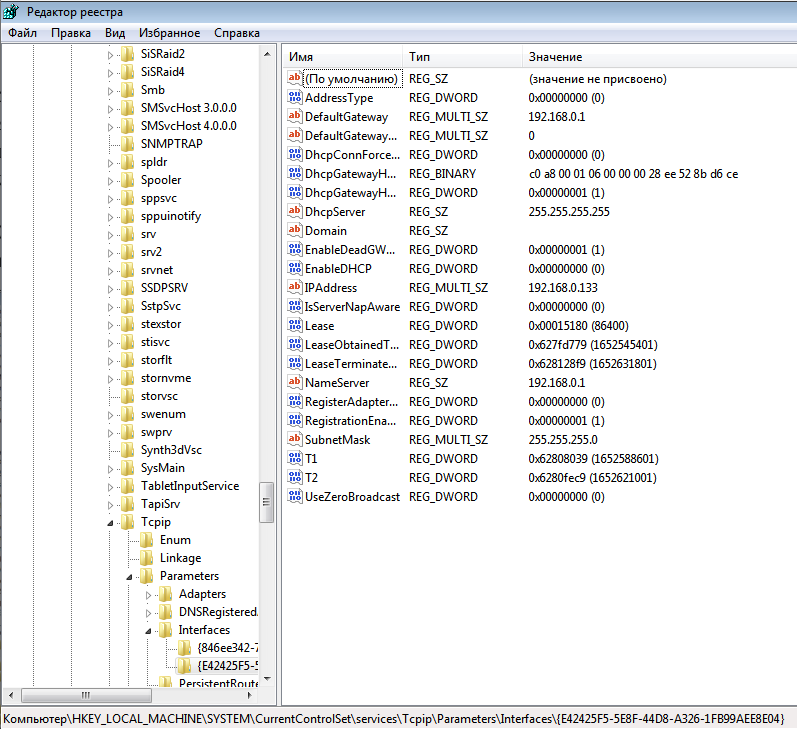 Редактор реестра
Файл Правка Вид Избранное Справка
SiSRaid2
SiSRaid4
Smb
SMSvcHost 3.0.0.0
SMSvcHost 4.0.0.0
SNMPTRAP
spldr
Spooler
sppsvc
sppuinotify
srv
srv2
srvnet
SSDPSRV
SstpSvc
stexstor
stisvc
storflt
stornvme
storvsc
swenum
swprv
Synth3dVsc
SysMain
TabletInputService
TapiSrv
Tcpip
Enum
Linkage
Parameters
Adapters
DNSRegistered
Interfaces
{846ee342-7
{E42425F5-5
PersistentRoute
Имя Тип Значение
(По умолчанию) REG_SZ (значение не присвоено)
AddressType REG_DWORD 0x00000000 (0)
DefaultGateway REG_MULTI_SZ 192.168.0.1
DefaultGateway... REG_MULTI_SZ 0
DhcpConnForce... REG_DWORD 0x00000000 (0)
DhcpGatewayH... REG_BINARY c0 a8 00 01 06 00 00 00 28 ee 52 8b d6 ce
DhcpGatewayH... REG_DWORD 0x00000001 (1)
DhcpServer REG_SZ 255.255.255.255
Domain REG_SZ
EnableDeadGW... REG_DWORD 0x00000001 (1)
EnableDHCP REG_DWORD 0x00000000 (0)
IPAddress REG_MULTI_SZ 192.168.0.133
IsServerNapAware REG_DWORD 0x00000000 (0)
Lease REG_DWORD 0x00015180 (86400)
LeaseObtainedT... REG_DWORD 0x627fd779 (1652545401)
LeaseTerminate... REG_DWORD 0x628128f9 (1652631801)
NameServer REG_SZ 192.168.0.1
RegisterAdapter... REG_DWORD 0x00000000 (0)
RegistrationEna... REG_DWORD 0x00000001 (1)
SubnetMask REG_MULTI_SZ 255.255.255.0
T1 REG_DWORD 0x62808039 (1652588601)
T2 REG_DWORD 0x6280fec9 (1652621001)
UseZeroBroadcast REG_DWORD 0x00000000 (0)
Компьютер\HKEY_LOCAL_MACHINE\SYSTEM\CurrentControlSet\services\Tcpip\Parameters\Interfaces\{E42425F5-5E8F-44D8-A326-1FB99AEE8E04}